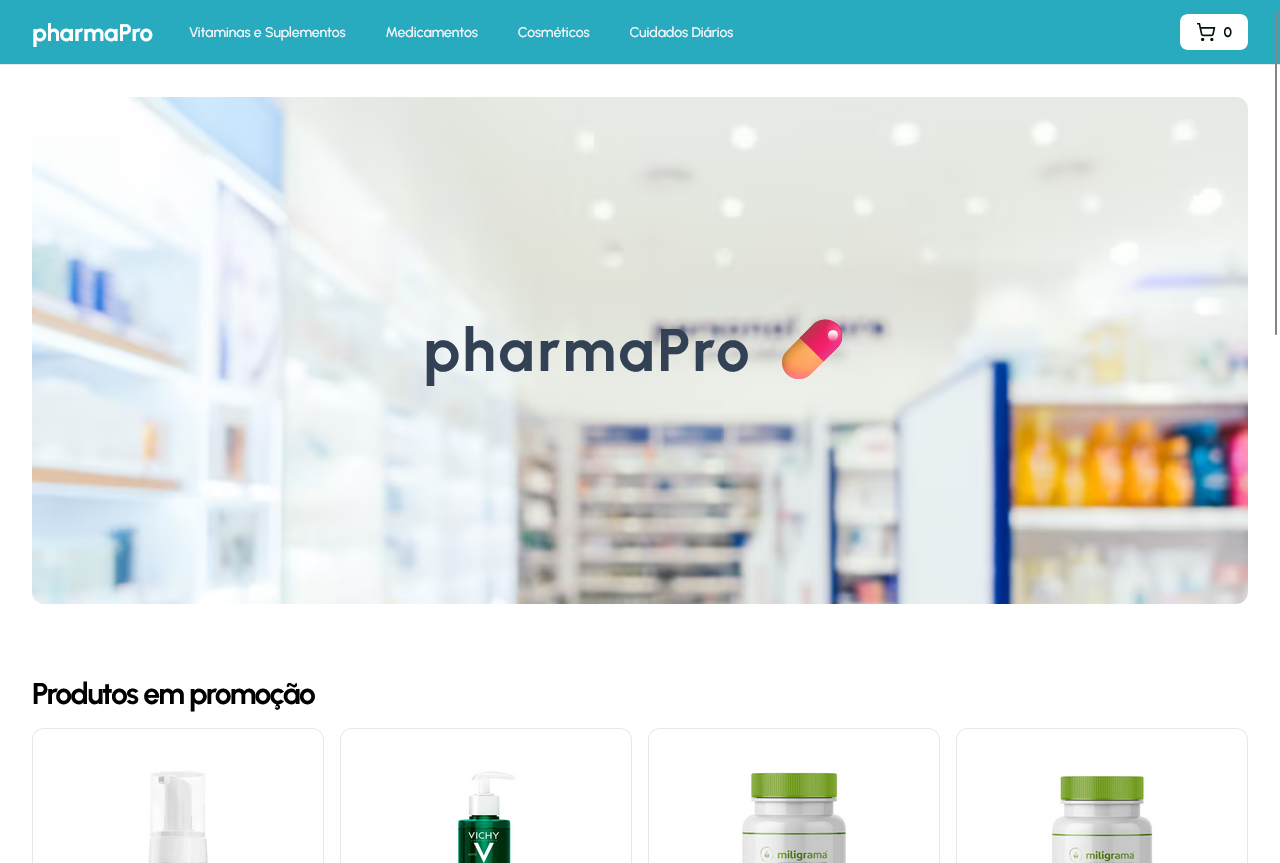 pharmaPro
Vitaminas e Suplementos
Medicamentos
Cosméticos
Cuidados Diários
0
pharmaPro
Produtos em promoção
VICHY
miligrama
miligrama